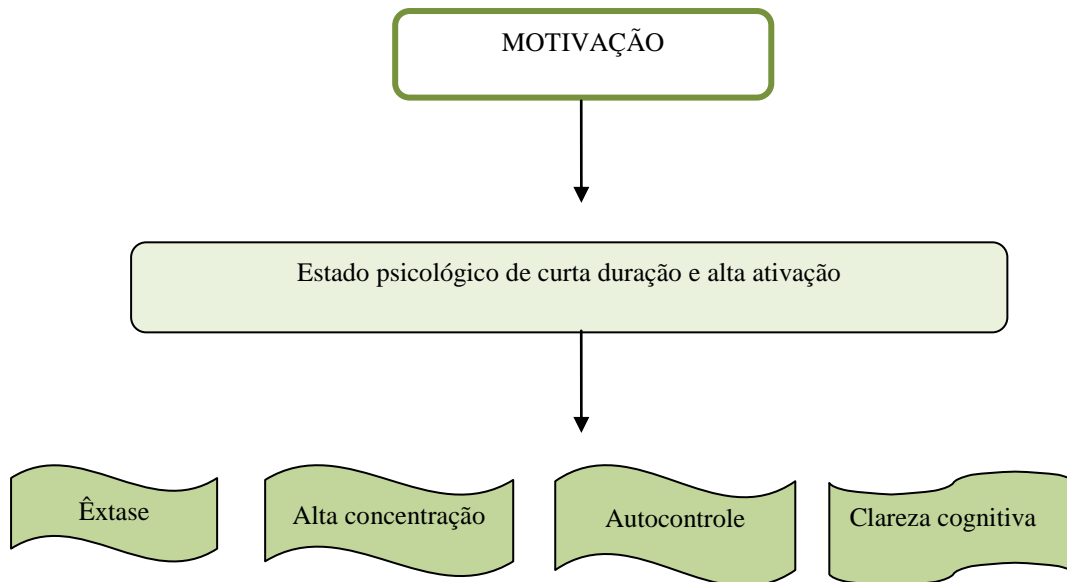 MOTIVAÇÃO
Estado psicológico de curta duração e alta ativação
Êxtase
Alta concentração
Autocontrole
Clareza cognitiva